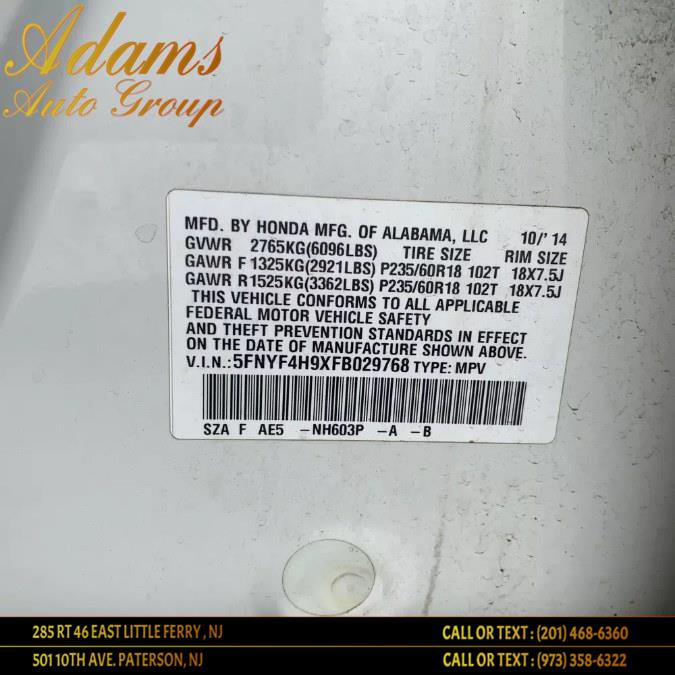 Adams
Auto Group
MFD. BY HONDA MFG. OF ALABAMA, LLC 10/' 14
GVWR 2765KG(6096LBS) TIRE SIZE RIM SIZE
GAWR F 1325KG(2921LBS) P235/60R18 102T 18X7.5J
GAWR R 1525KG(3362LBS) P235/60R18 102T 18X7.5J
THIS VEHICLE CONFORMS TO ALL APPLICABLE
FEDERAL MOTOR VEHICLE SAFETY
AND THEFT PREVENTION STANDARDS IN EFFECT
ON THE DATE OF MANUFACTURE SHOWN ABOVE.
V.I.N.:5FNYF4H9XFB029768 TYPE: MPV
SZA F AE5 -NH603P -A -B
285 RT 46 EAST LITTLE FERRY , NJ CALL OR TEXT : (201) 468-6360
501 10TH AVE. PATERSON, NJ CALL OR TEXT : (973) 358-6322